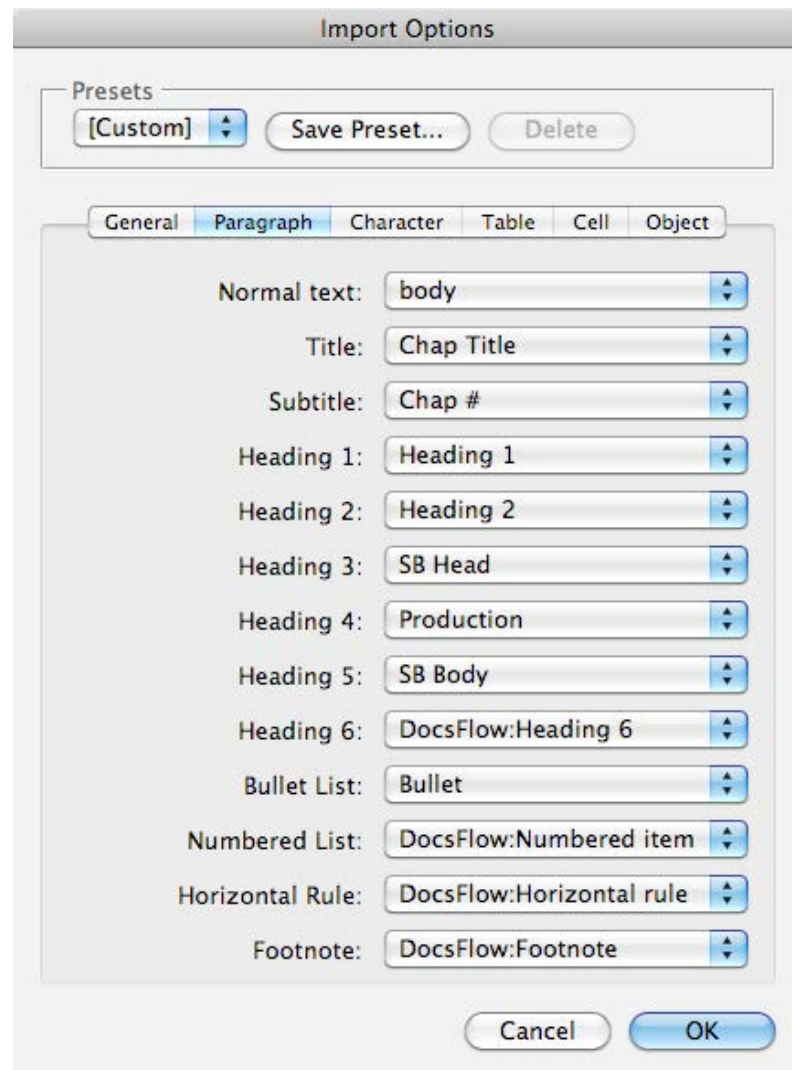 Import Options
Presets
[Custom] Save Preset... Delete
General Paragraph Character Table Cell Object
Normal text: body
Title: Chap Title
Subtitle: Chap #
Heading 1: Heading 1
Heading 2: Heading 2
Heading 3: SB Head
Heading 4: Production
Heading 5: SB Body
Heading 6: DocsFlow:Heading 6
Bullet List: Bullet
Numbered List: DocsFlow:Numbered item
Horizontal Rule: DocsFlow:Horizontal rule
Footnote: DocsFlow:Footnote
Cancel OK